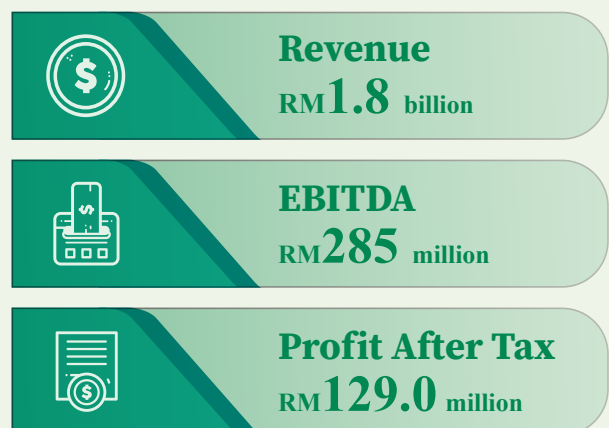 Revenue
RM1.8 billion
EBITDA
RM285 million
Profit After Tax
RM129.0 million